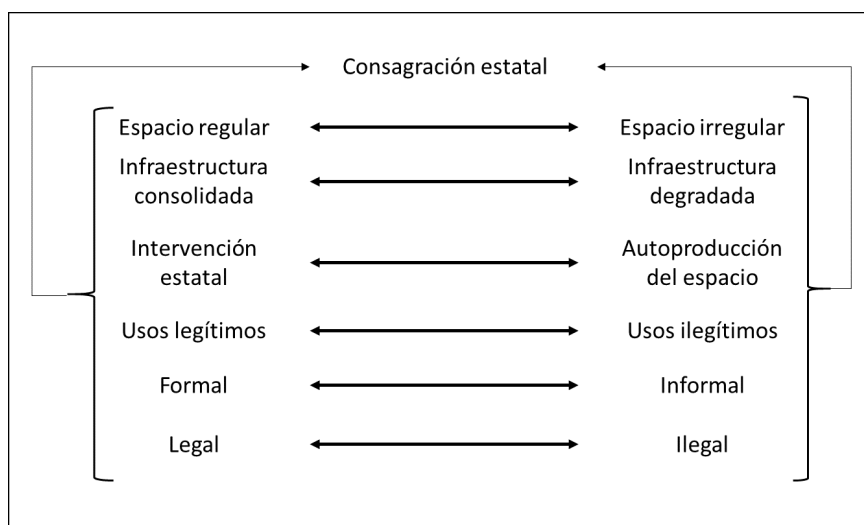 Consagración estatal
Espacio regular
Espacio irregular
Infraestructura
consolidada
Infraestructura
degradada
Intervención
estatal
Autoproducción
del espacio
Usos legítimos
Usos ilegítimos
Formal
Informal
Legal
Ilegal